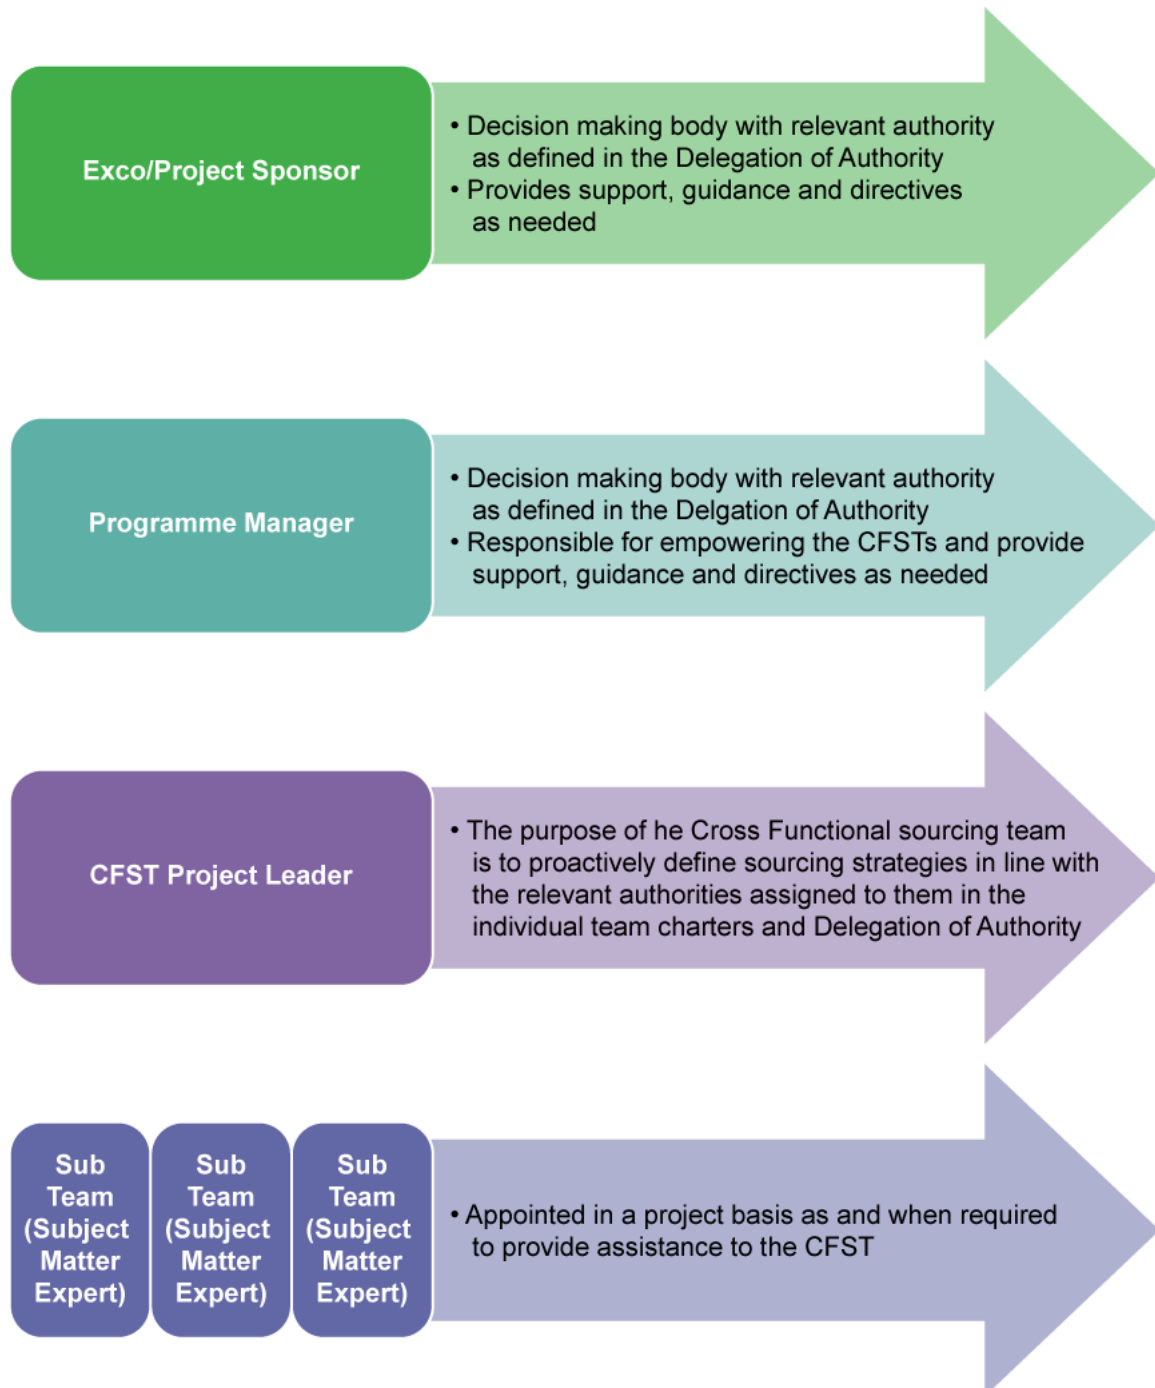 Exco/Project Sponsor
• Decision making body with relevant authority
as defined in the Delegation of Authority
• Provides support, guidance and directives
as needed
Programme Manager
• Decision making body with relevant authority
as defined in the Delgation of Authority
• Responsible for empowering the CFSTs and provide
support, guidance and directives as needed
CFST Project Leader
• The purpose of he Cross Functional sourcing team
is to proactively define sourcing strategies in line with
the relevant authorities assigned to them in the
individual team charters and Delegation of Authority
Sub
Team
(Subject
Matter
Expert)
Sub
Team
(Subject
Matter
Expert)
Sub
Team
(Subject
Matter
Expert)
• Appointed in a project basis as and when required
to provide assistance to the CFST